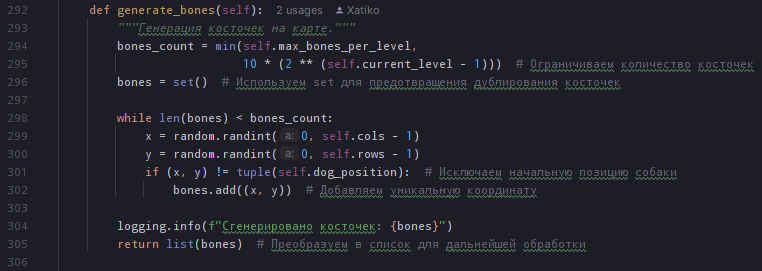 292 def generate_bones(self): 2 usages Xatiko
293 """Генерация косточек на карте."""
294 bones_count = min(self.max_bones_per_level,
295 10 * (2 ** (self.current_level - 1))) # Ограничиваем количество косточек
296 bones = set() # Используем set для предотвращения дублирования косточек
297
298 while len(bones) < bones_count:
299 x = random.randint( a: 0, self.cols - 1)
300 y = random.randint( a: 0, self.rows - 1)
301 if (x, y) != tuple(self.dog_position): # Исключаем начальную позицию собаки
302 bones.add((x, y)) # Добавляем уникальную координату
303
304 logging.info(f"Сгенерировано косточек: {bones}")
305 return list(bones) # Преобразуем в список для дальнейшей обработки
306